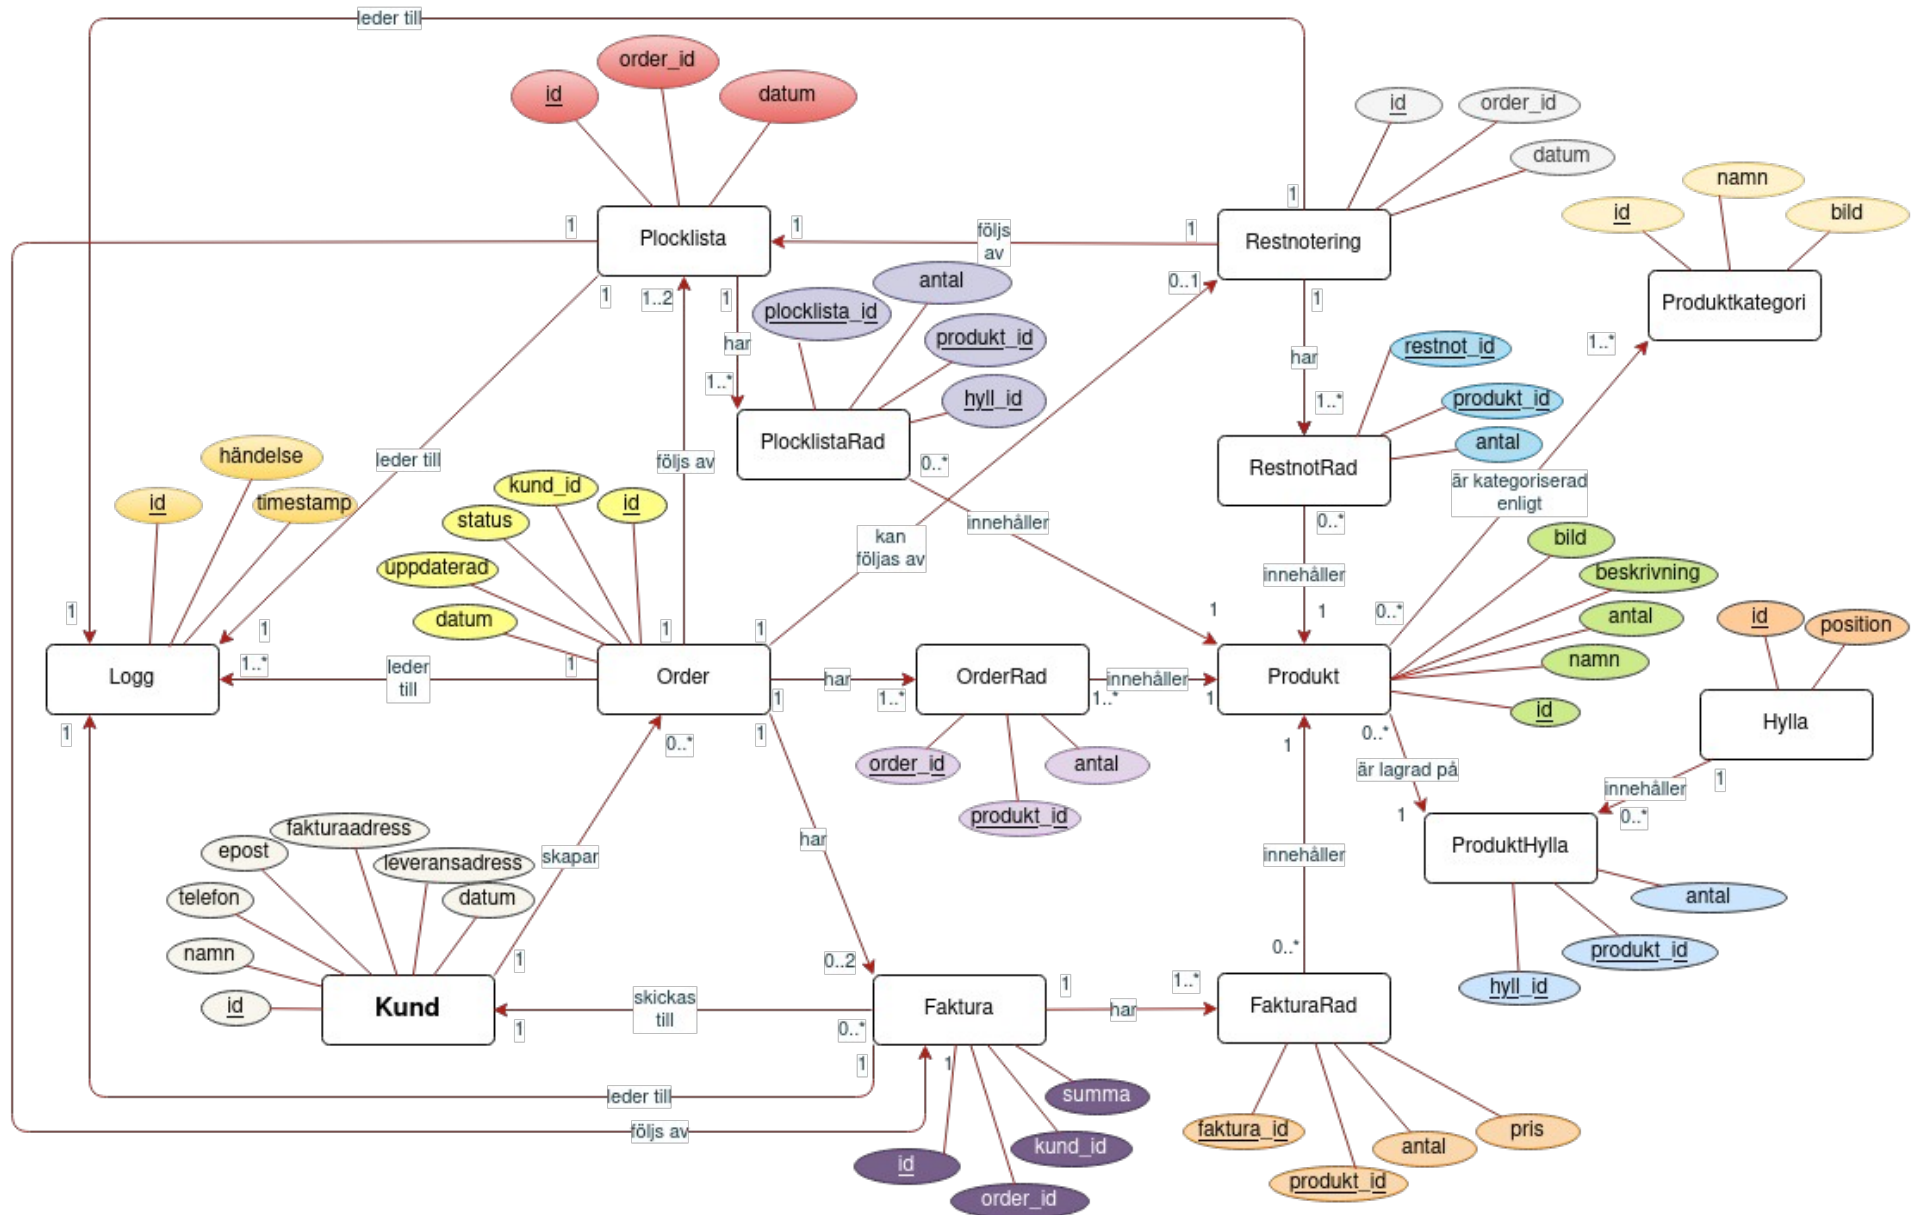 leder till
order_id
id
datum
id
order_id
datum
namn
id
bild
1
1
Plocklista
1
följs
av
1
Restnotering
Produktkategori
1
1..2
1
antal
0..1
1
plocklista_id
produkt_id
hyll_id
har
1..*
PlocklistaRad
0..*
har
restnot_id
1..*
produkt_id
1..*
antal
RestnotRad
0..*
är kategoriserad
enligt
leder till
följs av
händelse
id
timestamp
kund_id
id
status
uppdaterad
datum
innehåller
kan
följas av
innehåller
bild
beskrivning
antal
namn
id
id
position
1
1
1
1
1
1
0..*
Logg
1..*
leder
till
1
Order
1
har
1..*
OrderRad
1..*
innehåller
1
Produkt
Hylla
1
0..*
1
1
0..*
är lagrad på
1
innehåller
1
0..*
order_id
antal
produkt_id
ProduktHylla
antal
produkt_id
hyll_id
fakturaadress
epost
leveransadress
telefon
datum
namn
id
skapar
har
innehåller
1
0..2
0..*
Kund
1
skickas
till
0..*
Faktura
1
har
1..*
FakturaRad
1
1
leder till
följs av
summa
kund_id
id
order_id
faktura_id
pris
antal
produkt_id